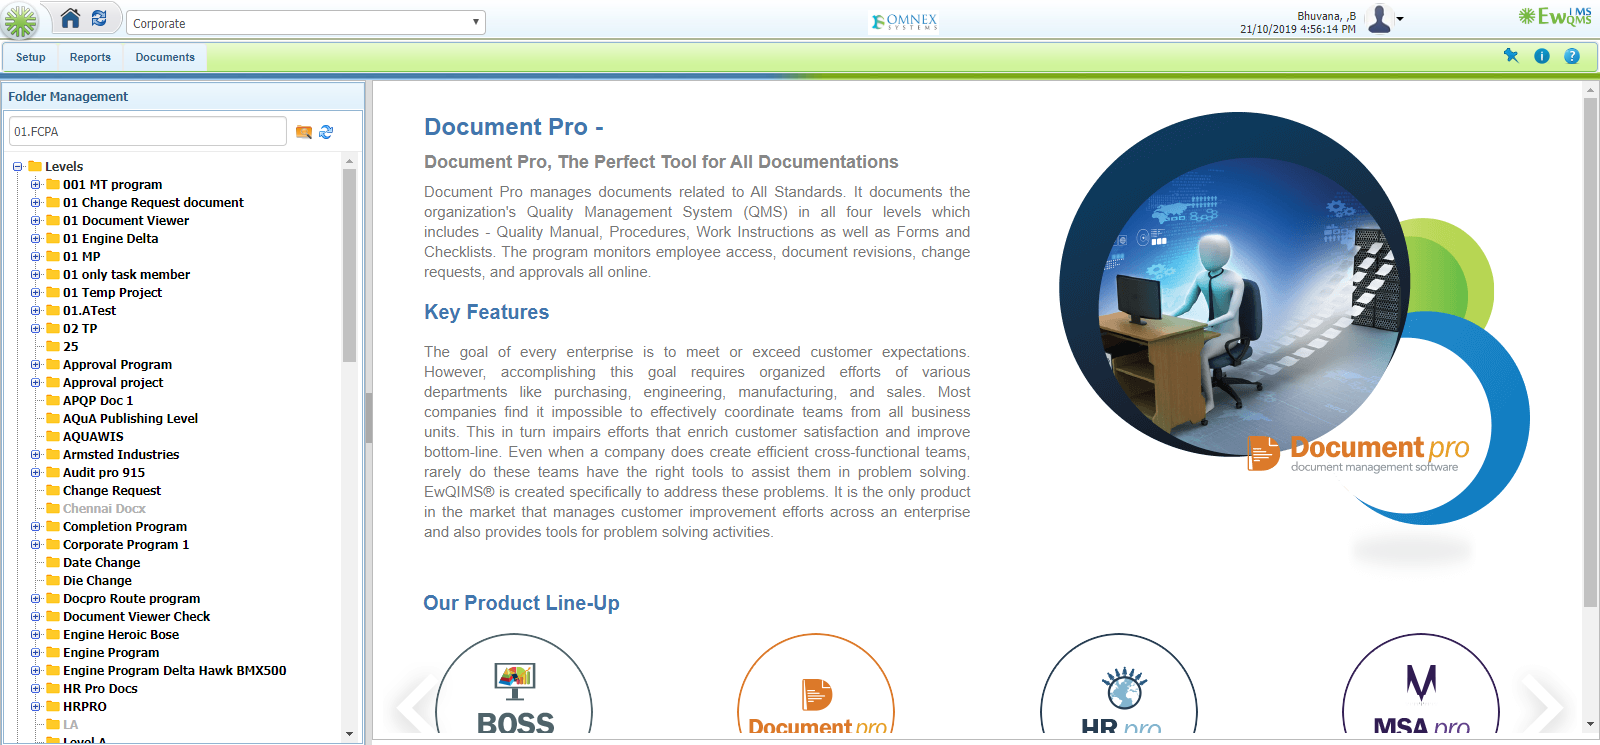 Corporate
OMNEX
SYSTEMS
Bhuvana, ,B
21/10/2019 4:56:14 PM
EwIMS
QMS
Setup
Reports
Documents
Folder Management
01.FCPA
Levels
001 MT program
01 Change Request document
01 Document Viewer
01 Engine Delta
01 MP
01 only task member
01 Temp Project
01.ATest
02 TP
25
Approval Program
Approval project
APQP Doc 1
AQuA Publishing Level
AQUAWIS
Armsted Industries
Audit pro 915
Change Request
Chennai Docx
Completion Program
Corporate Program 1
Date Change
Die Change
Docpro Route program
Document Viewer Check
Engine Heroic Bose
Engine Program
Engine Program Delta Hawk BMX500
HR Pro Docs
HRPRO
LA
Level A
Document Pro -
Document Pro, The Perfect Tool for All Documentations
Document Pro manages documents related to All Standards. It documents the
organization's Quality Management System (QMS) in all four levels which
includes - Quality Manual, Procedures, Work Instructions as well as Forms and
Checklists. The program monitors employee access, document revisions, change
requests, and approvals all online.
Key Features
The goal of every enterprise is to meet or exceed customer expectations.
However, accomplishing this goal requires organized efforts of various
departments like purchasing, engineering, manufacturing, and sales. Most
companies find it impossible to effectively coordinate teams from all business
units. This in turn impairs efforts that enrich customer satisfaction and improve
bottom-line. Even when a company does create efficient cross-functional teams,
rarely do these teams have the right tools to assist them in problem solving.
EwQIMS® is created specifically to address these problems. It is the only product
in the market that manages customer improvement efforts across an enterprise
and also provides tools for problem solving activities.
Document pro
document management software
Our Product Line-Up
BOSS
Document pro
HR pro
MSA pro